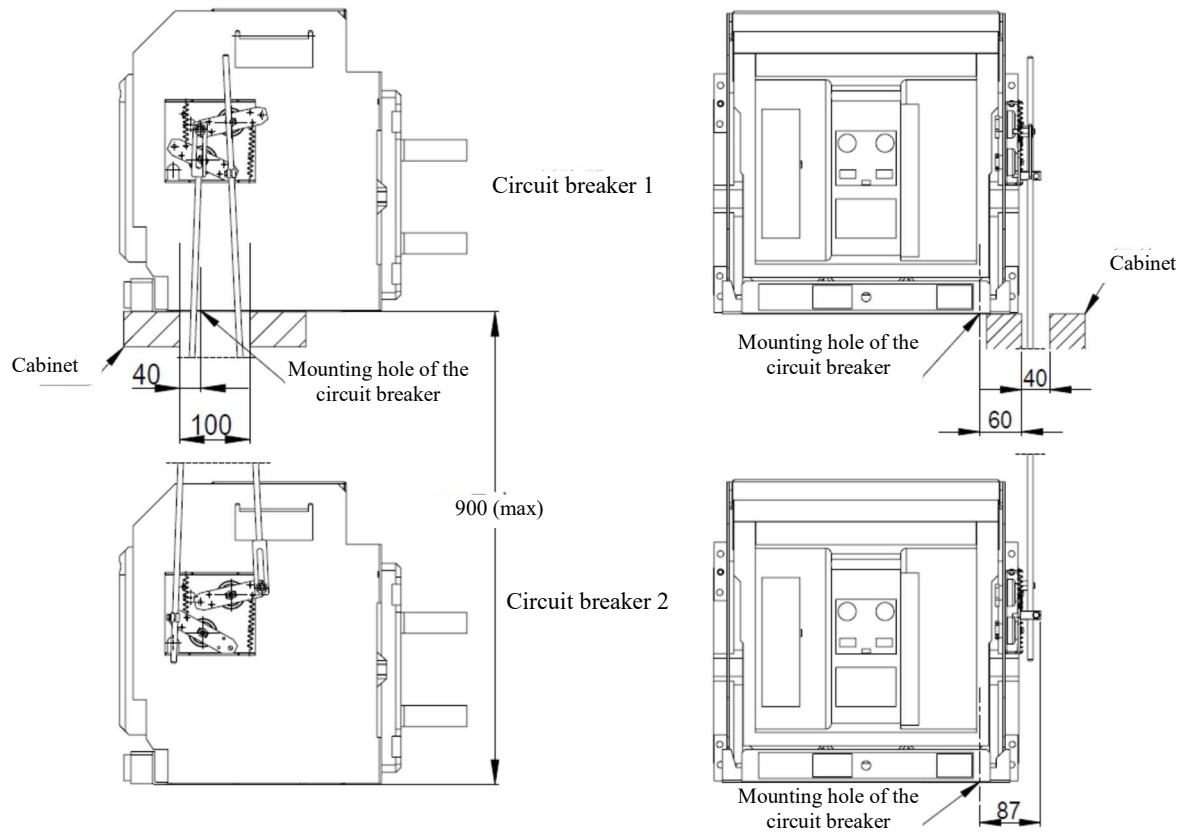 Circuit breaker 1
Cabinet
Mounting hole of the
circuit breaker
Cabinet
Mounting hole of the
circuit breaker
40
100
40
60
900 (max)
Circuit breaker 2
Mounting hole of the
circuit breaker
87